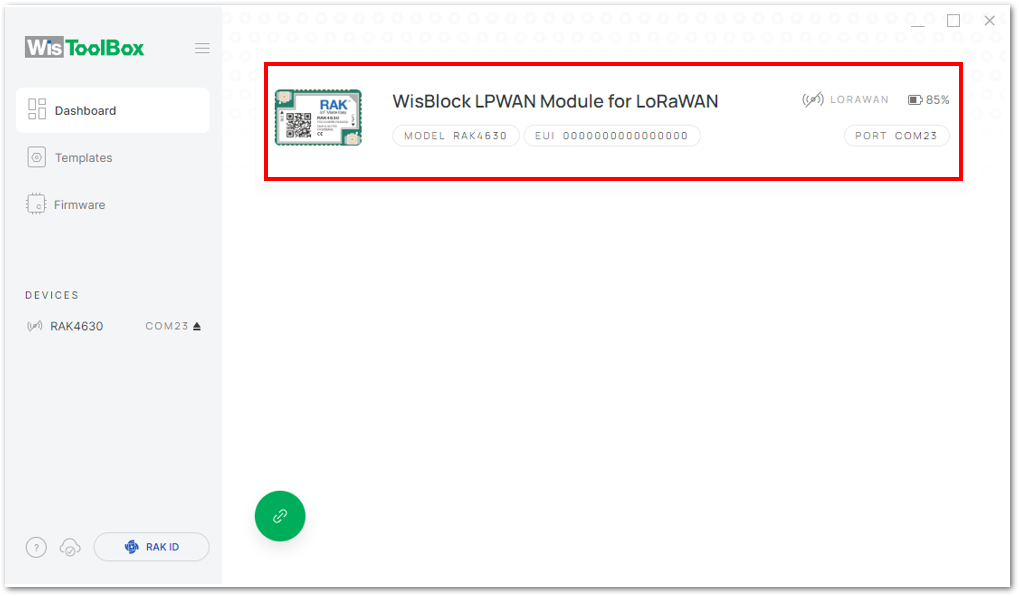 WisToolBox
Dashboard
Templates
Firmware
DEVICES
RAK4630 COM23
? RAK ID
RAK
WisBlock LPWAN Module for LoRaWAN
LORAWAN 85%
MODEL RAK4630 EUI 0000000000000000 PORT COM23